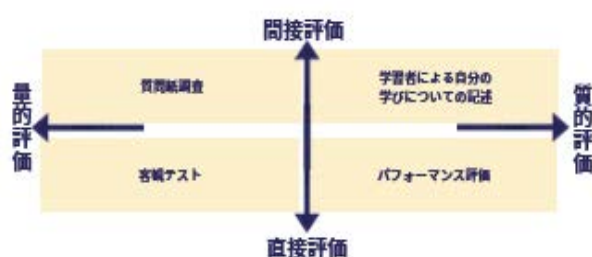 間接評価
質問紙調査
学習者による自分の
学びについての記述
量的評価
質的評価
客観テスト
パフォーマンス評価
直接評価